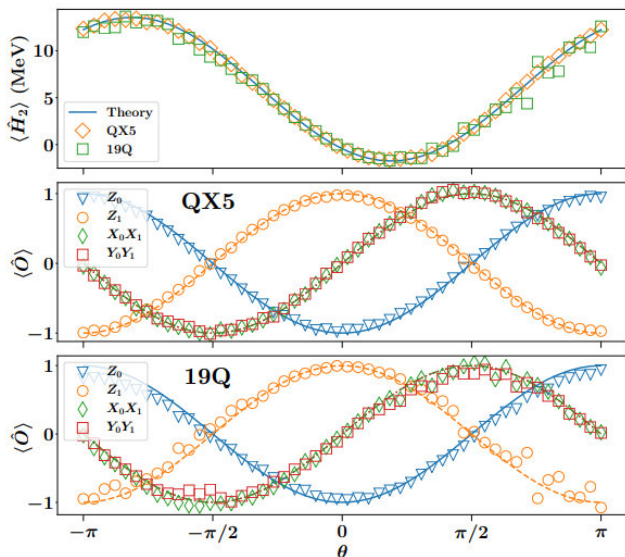 ⟨Ĥ₂⟩ (MeV)
10
5
0
Theory
QX5
19Q
⟨Ô⟩
1
0
−1
QX5
Z₀
Z₁
X₀X₁
Y₀Y₁
⟨Ô⟩
1
0
−1
19Q
Z₀
Z₁
X₀X₁
Y₀Y₁
−π −π/2 0 π/2 π
θ